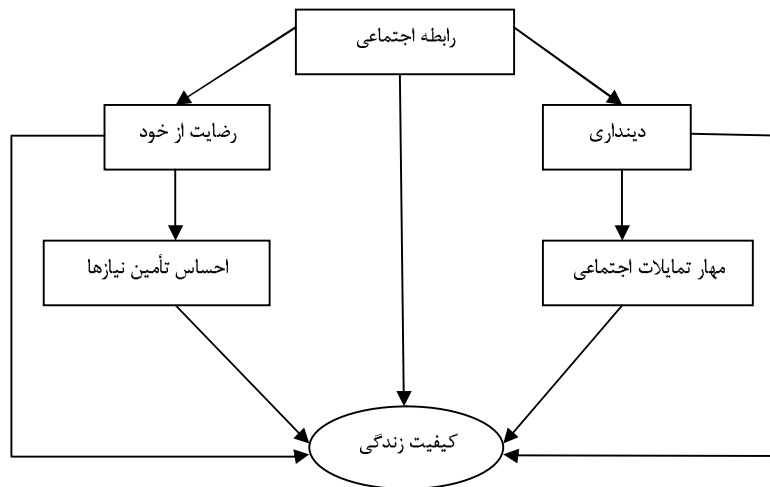 رابطه اجتماعی
دینداری
رضایت از خود
مهار تمایلات اجتماعی
احساس تأمین نیازها
کیفیت زندگی